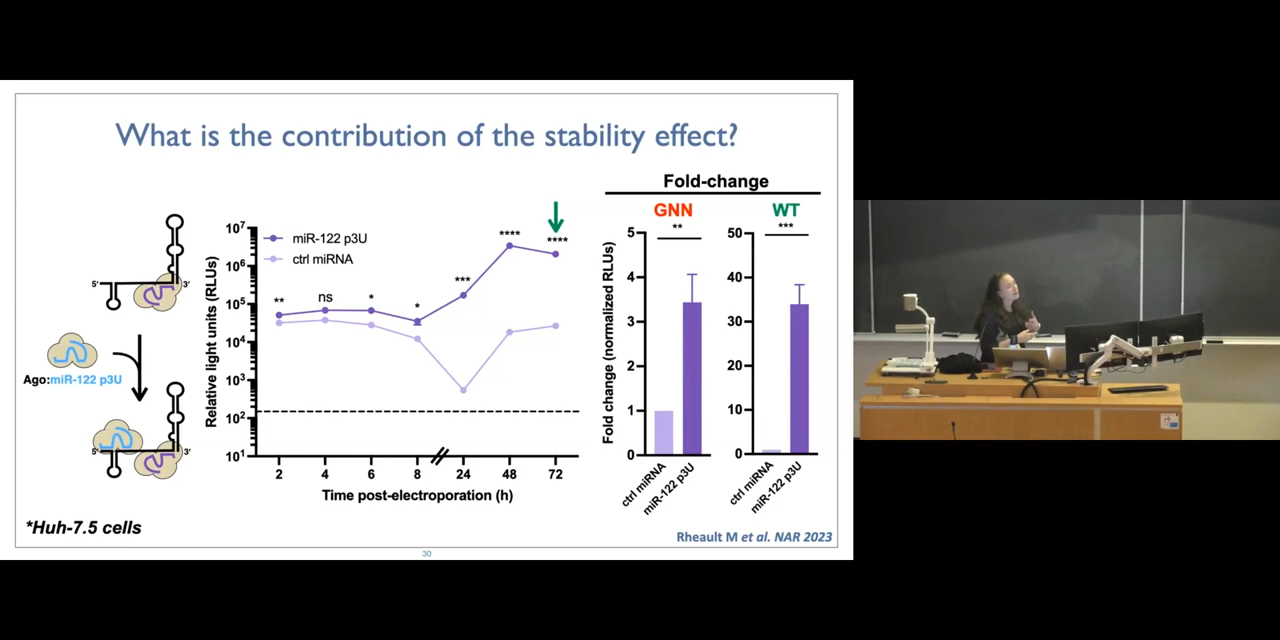 What is the contribution of the stability effect?
5'
3'
Ago:miR-122 p3U
5'
3'
*Huh-7.5 cells
Relative light units (RLUs)
10⁷
10⁶
10⁵
10⁴
10³
10²
10¹
miR-122 p3U
ctrl miRNA
**
ns
*
*
***
****
****
2
4
6
8
24
48
72
Time post-electroporation (h)
Fold-change
GNN
**
Fold change (normalized RLUs)
5
4
3
2
1
0
ctrl miRNA
miR-122 p3U
WT
***
50
40
30
20
10
0
ctrl miRNA
miR-122 p3U
Rheault M et al. NAR 2023
30